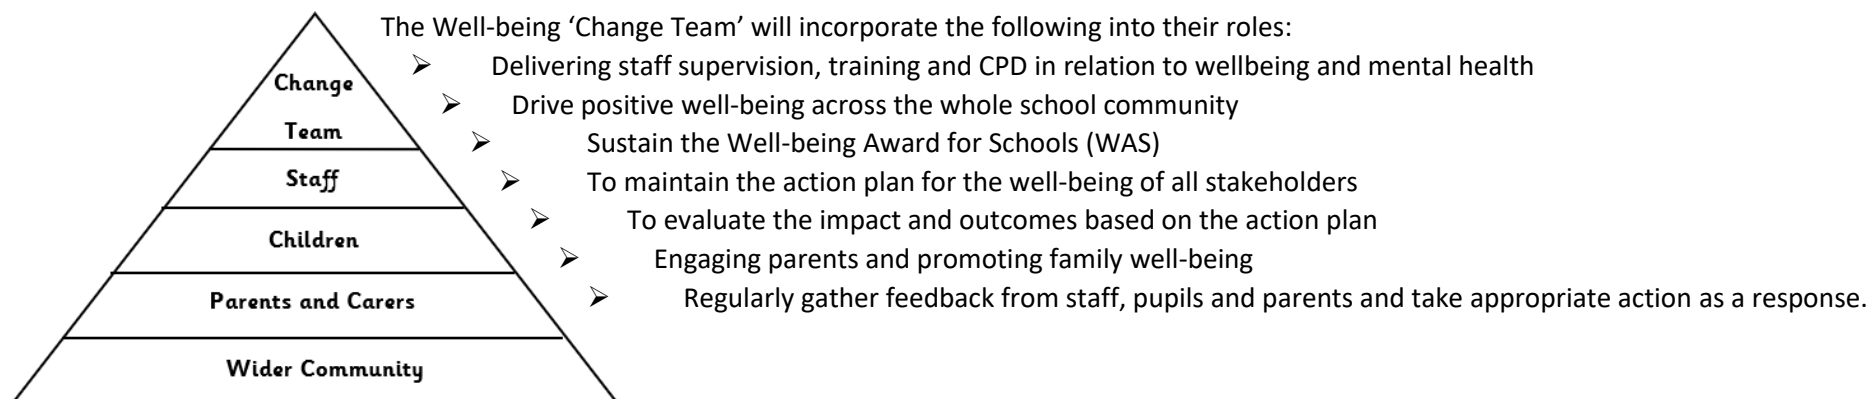 The Well-being ‘Change Team’ will incorporate the following into their roles:
➢ Delivering staff supervision, training and CPD in relation to wellbeing and mental health
➢ Drive positive well-being across the whole school community
➢ Sustain the Well-being Award for Schools (WAS)
➢ To maintain the action plan for the well-being of all stakeholders
➢ To evaluate the impact and outcomes based on the action plan
➢ Engaging parents and promoting family well-being
➢ Regularly gather feedback from staff, pupils and parents and take appropriate action as a response.
Change
Team
Staff
Children
Parents and Carers
Wider Community